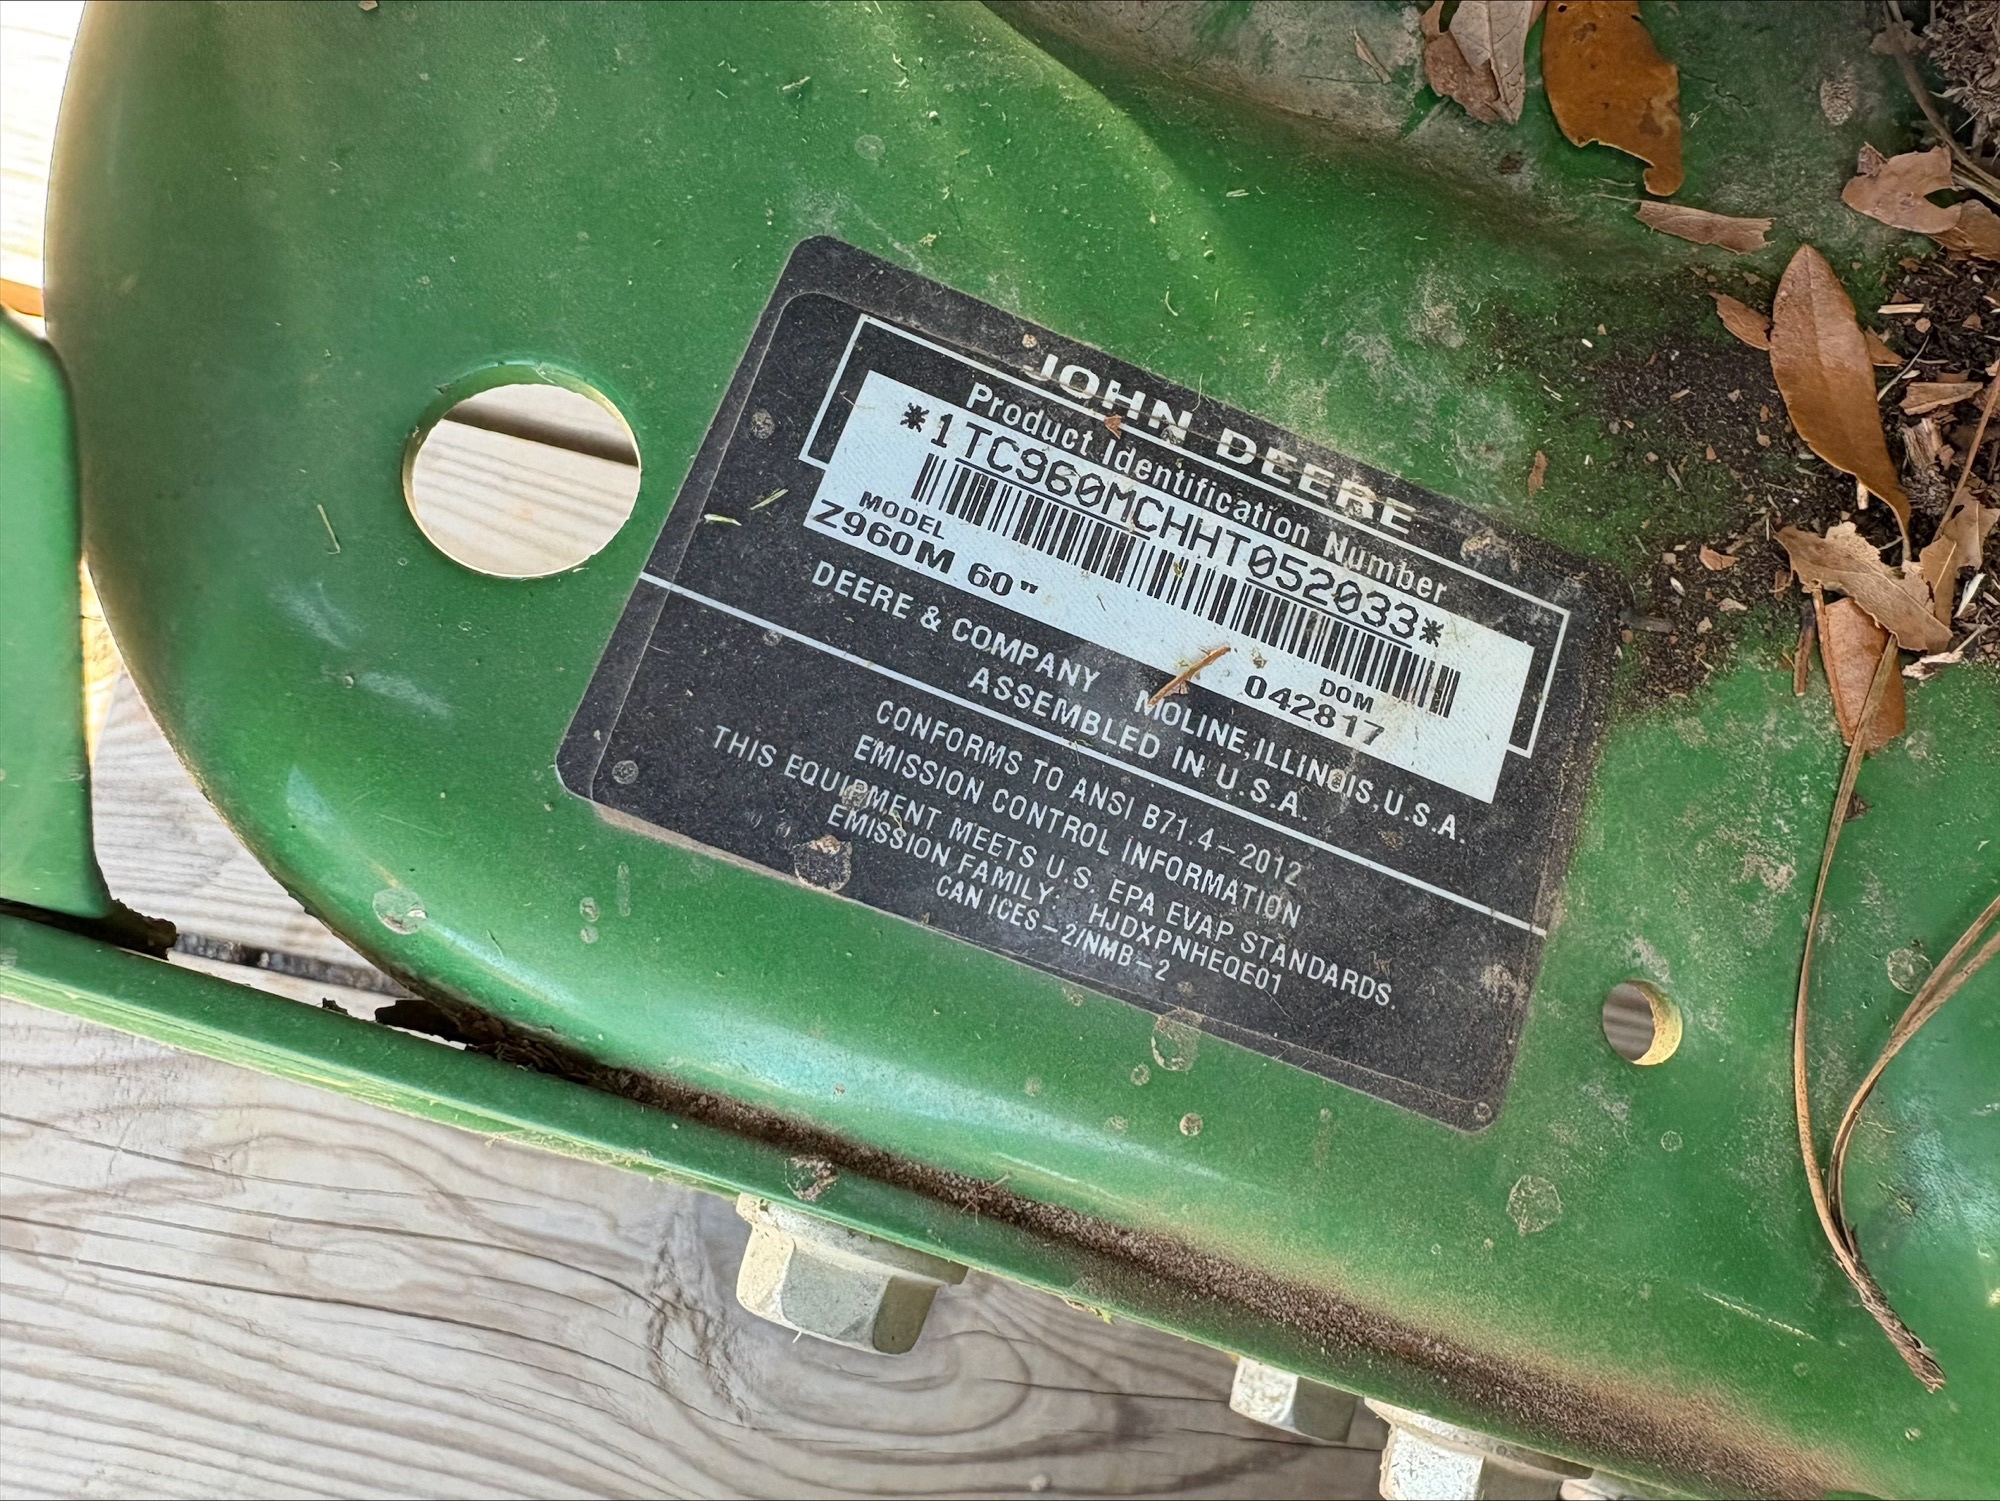 JOHN DEERE
Product Identification Number
*1TC960MCHHT052033*
MODEL DOM
Z960M 60" 042817
DEERE & COMPANY MOLINE, ILLINOIS, U.S.A.
ASSEMBLED IN U.S.A.
CONFORMS TO ANSI B71.4-2012
EMISSION CONTROL INFORMATION
THIS EQUIPMENT MEETS U.S. EPA EVAP STANDARDS.
EMISSION FAMILY: HJDXPNHEQE01
CAN ICES-2/NMB-2